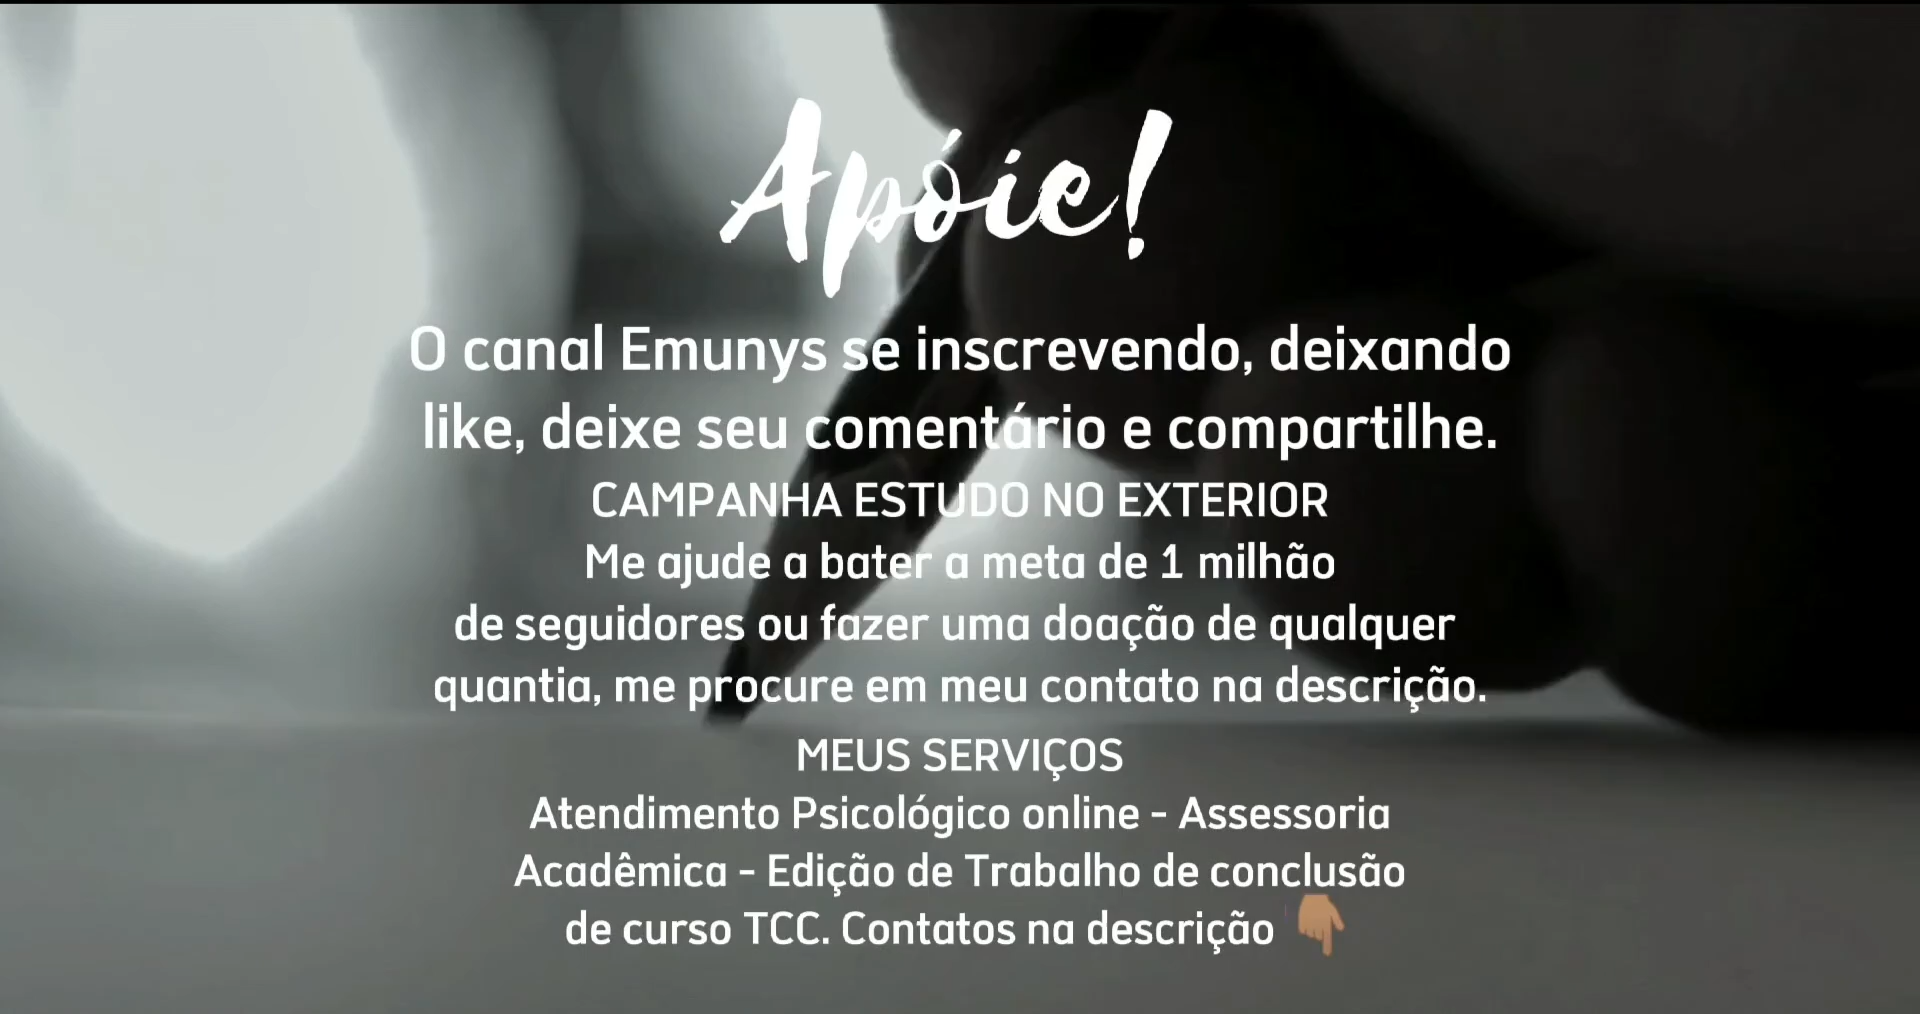 Apóie!
O canal Emunys se inscrevendo, deixando
like, deixe seu comentário e compartilhe.
CAMPANHA ESTUDO NO EXTERIOR
Me ajude a bater a meta de 1 milhão
de seguidores ou fazer uma doação de qualquer
quantia, me procure em meu contato na descrição.
MEUS SERVIÇOS
Atendimento Psicológico online - Assessoria
Acadêmica - Edição de Trabalho de conclusão
de curso TCC. Contatos na descrição 👇🏽